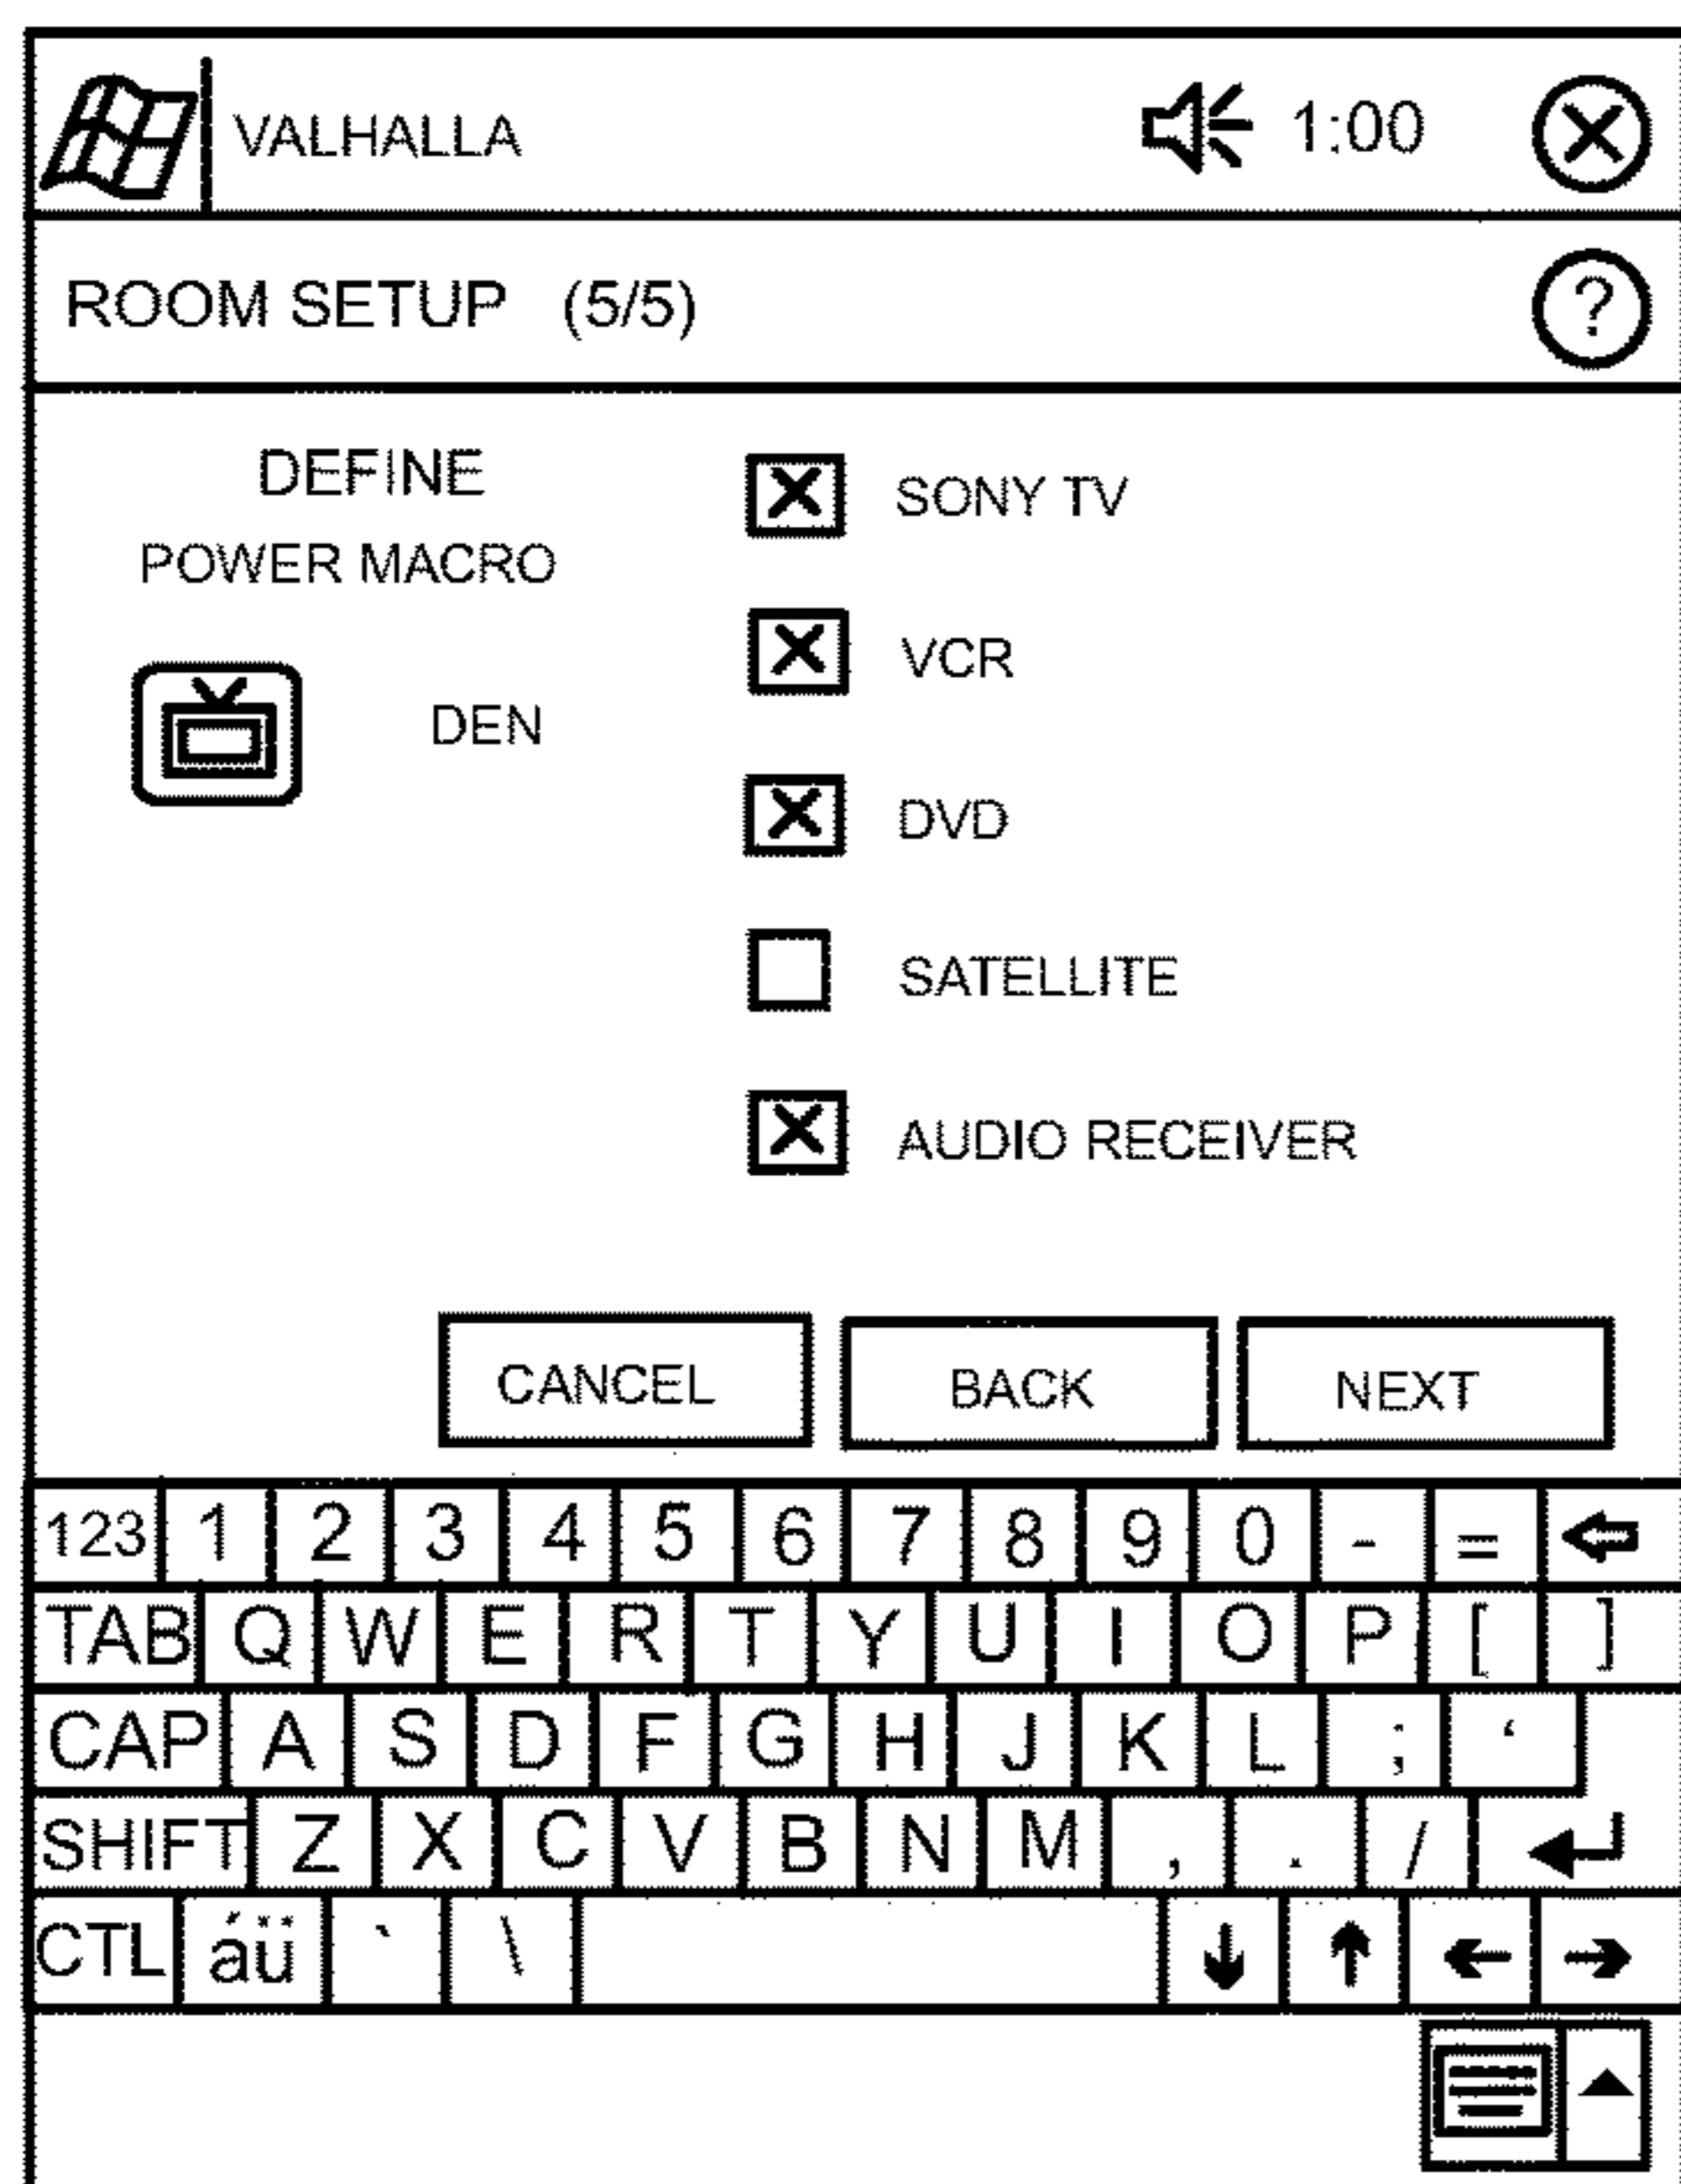 VALHALLA 1:00
ROOM SETUP (5/5) ?
DEFINE
POWER MACRO
DEN
SONY TV
VCR
DVD
SATELLITE
AUDIO RECEIVER
CANCEL BACK NEXT
123 1 2 3 4 5 6 7 8 9 0 - =
TAB Q W E R T Y U I O P [ ]
CAP A S D F G H J K L ; ‘
SHIFT Z X C V B N M , . /
CTL áü ` \